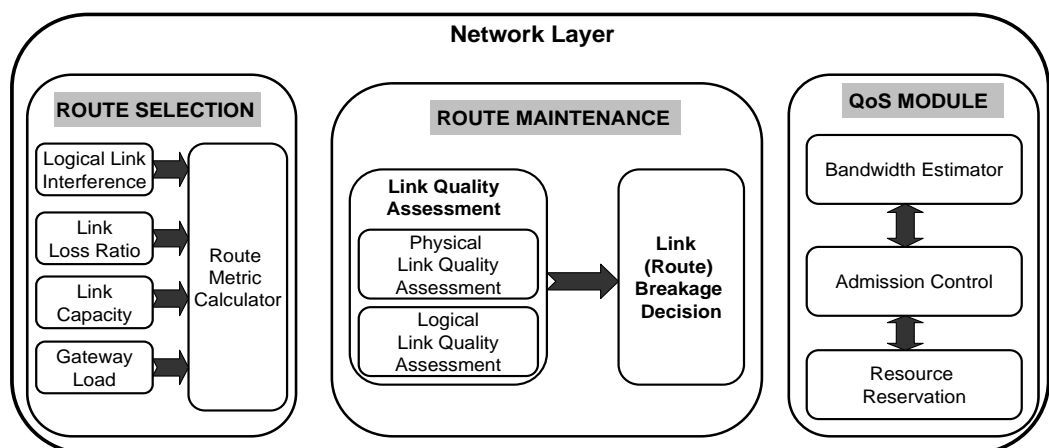 Network Layer
ROUTE SELECTION
Logical Link
Interference
Link
Loss Ratio
Link
Capacity
Gateway
Load
Route
Metric
Calculator
ROUTE MAINTENANCE
Link Quality
Assessment
Physical
Link Quality
Assessment
Logical
Link Quality
Assessment
Link
(Route)
Breakage
Decision
QoS MODULE
Bandwidth Estimator
Admission Control
Resource
Reservation